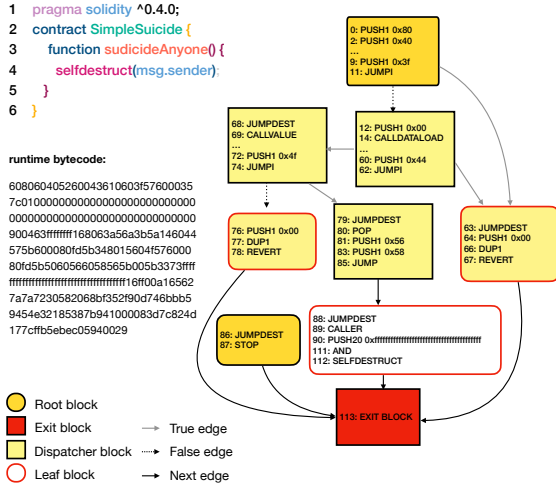 1 pragma solidity ^0.4.0;
2 contract SimpleSuicide {
3 function sudicideAnyone() {
4 selfdestruct(msg.sender);
5 }
6 }
runtime bytecode:
608060405260043610603f57600035
7c0100000000000000000000000000
000000000000000000000000000000
900463ffffffff168063a56a3b5a146044
575b600080fd5b348015604f576000
80fd5b5060566058565b005b3373ffff
ffffffffffffffffffffffffffffffffffff16ff00a16562
7a7a7230582068bf352f90d746bbb5
9454e32185387b941000083d7c824d
177cffb5ebec05940029
0: PUSH1 0x80
2: PUSH1 0x40
...
9: PUSH1 0x3f
11: JUMPI
68: JUMPDEST
69: CALLVALUE
...
72: PUSH1 0x4f
74: JUMPI
12: PUSH1 0x00
14: CALLDATALOAD
...
60: PUSH1 0x44
62: JUMPI
76: PUSH1 0x00
77: DUP1
78: REVERT
79: JUMPDEST
80: POP
81: PUSH1 0x56
83: PUSH1 0x58
85: JUMP
63: JUMPDEST
64: PUSH1 0x00
66: DUP1
67: REVERT
86: JUMPDEST
87: STOP
88: JUMPDEST
89: CALLER
90: PUSH20 0xffffffffffffffffffffffffffffffffffffffff
111: AND
112: SELFDESTRUCT
113: EXIT BLOCK
Root block
Exit block
Dispatcher block
Leaf block
True edge
False edge
Next edge